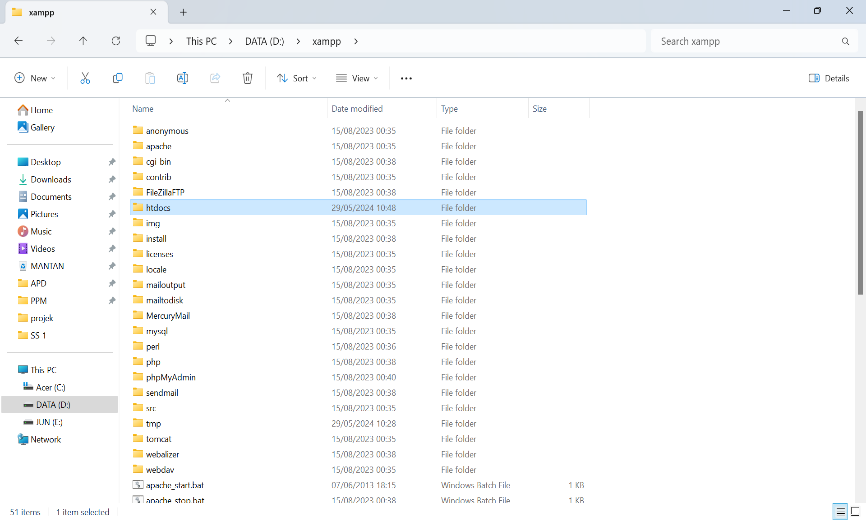 xampp
This PC > DATA (D:) > xampp >
Search xampp
New
Sort
View
Details
Home
Gallery
Desktop
Downloads
Documents
Pictures
Music
Videos
MANTAN
APD
PPM
projek
SS 1
This PC
Acer (C:)
DATA (D:)
JUN (E:)
Network
Name Date modified Type Size
anonymous 15/08/2023 00:35 File folder
apache 15/08/2023 00:35 File folder
cgi-bin 15/08/2023 00:38 File folder
contrib 15/08/2023 00:35 File folder
FileZillaFTP 15/08/2023 00:38 File folder
htdocs 29/05/2024 10:48 File folder
img 15/08/2023 00:35 File folder
install 15/08/2023 00:38 File folder
licenses 15/08/2023 00:35 File folder
locale 15/08/2023 00:35 File folder
mailoutput 15/08/2023 00:35 File folder
mailtodisk 15/08/2023 00:35 File folder
MercuryMail 15/08/2023 00:38 File folder
mysql 15/08/2023 00:35 File folder
perl 15/08/2023 00:36 File folder
php 15/08/2023 00:38 File folder
phpMyAdmin 15/08/2023 00:40 File folder
sendmail 15/08/2023 00:38 File folder
src 15/08/2023 00:35 File folder
tmp 29/05/2024 10:28 File folder
tomcat 15/08/2023 00:35 File folder
webalizer 15/08/2023 00:38 File folder
webdav 15/08/2023 00:35 File folder
apache_start.bat 07/06/2013 18:15 Windows Batch File 1 KB
apache_stop.bat 15/08/2023 00:38 Windows Batch File 1 KB
51 items 1 item selected